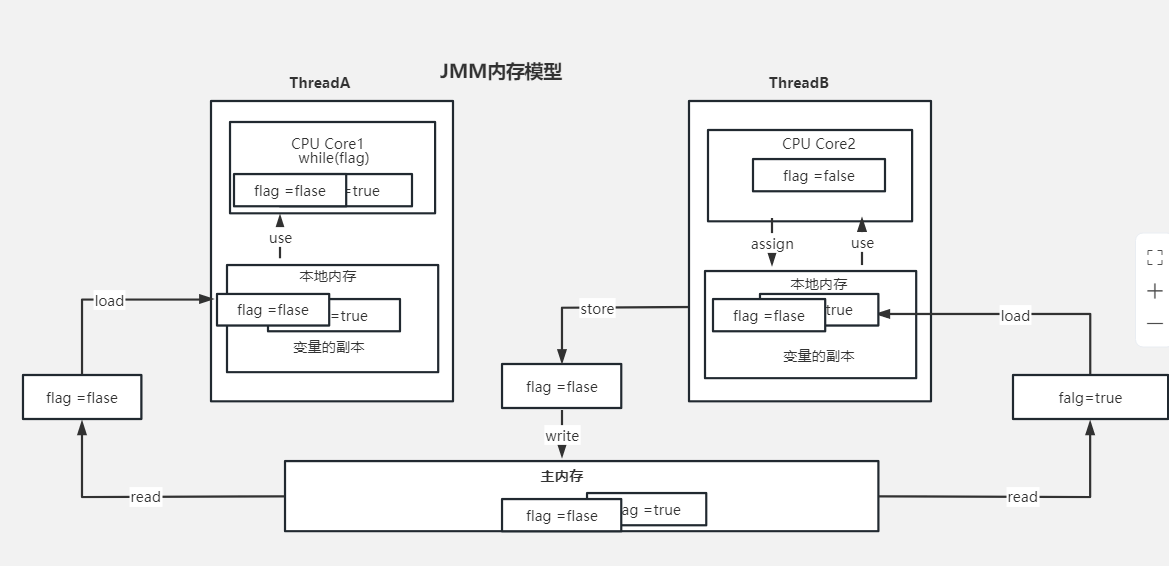 JMM内存模型
ThreadA
ThreadB
CPU Core1
while(flag)
flag =flase
=true
CPU Core2
flag =false
use
assign
use
本地内存
flag =flase
=true
变量的副本
本地内存
flag =flase
true
变量的副本
load
store
load
flag =flase
flag =flase
falg=true
write
read
read
主内存
flag =flase
ag =true